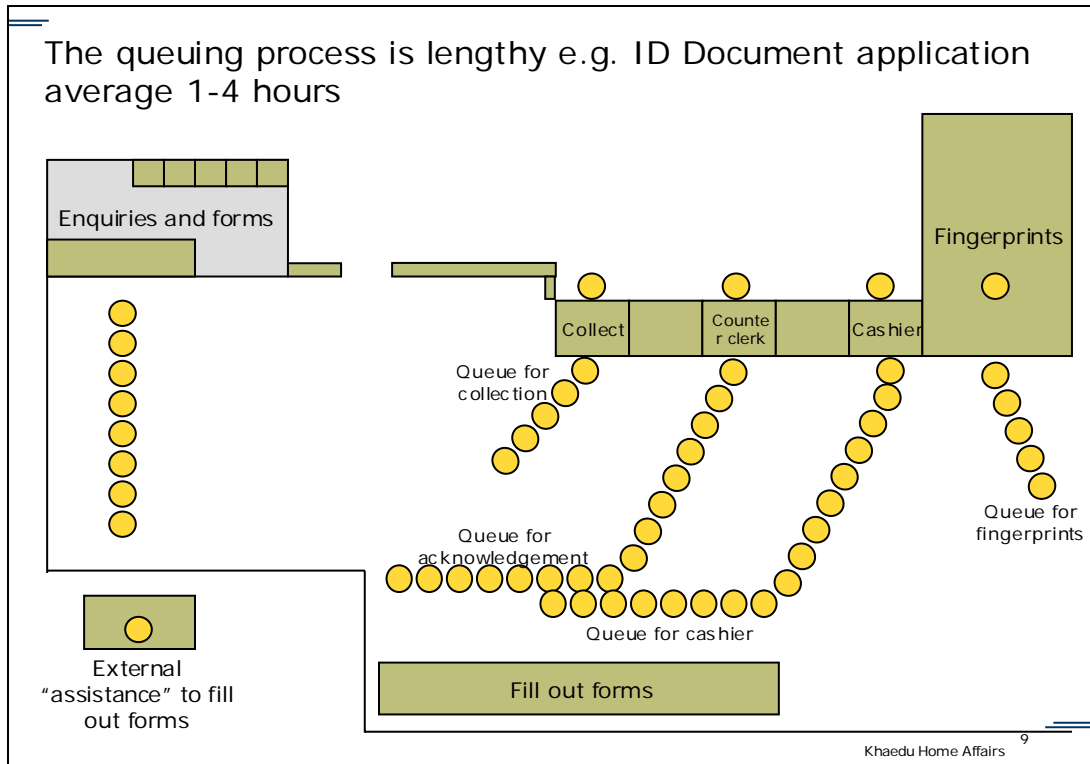 The queuing process is lengthy e.g. ID Document application
average 1-4 hours
Enquiries and forms
Fingerprints
Collect
Counte
r clerk
Cashier
Queue for
collection
Queue for
fingerprints
Queue for
acknowledgement
Queue for cashier
External
“assistance” to fill
out forms
Fill out forms
Khaedu Home Affairs
9